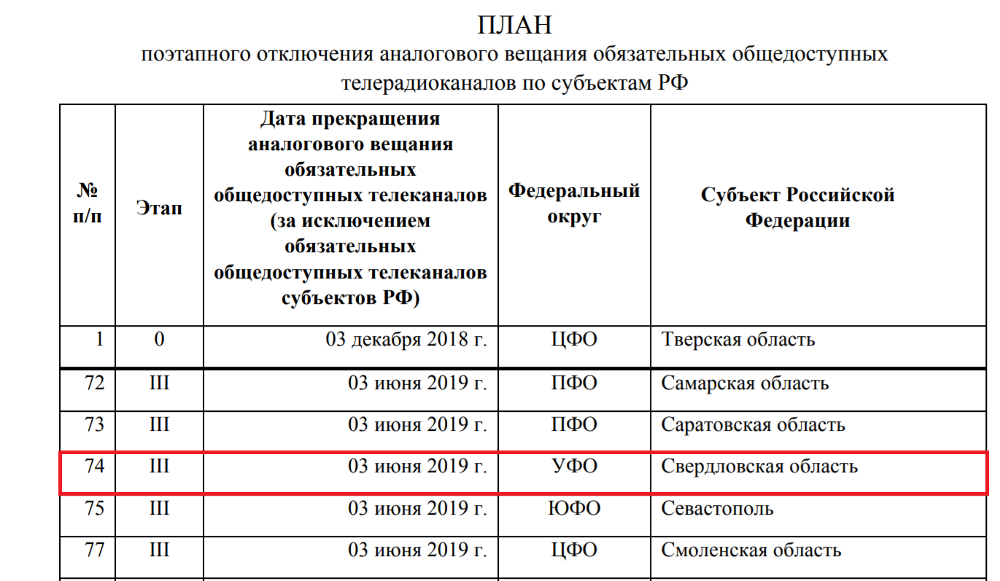 ПЛАН
поэтапного отключения аналогового вещания обязательных общедоступных
телерадиоканалов по субъектам РФ
№
п/п
Этап
Дата прекращения
аналогового вещания
обязательных
общедоступных телеканалов
(за исключением
обязательных
общедоступных телеканалов
субъектов РФ)
Федеральный
округ
Субъект Российской
Федерации
1 0 03 декабря 2018 г. ЦФО Тверская область
72 III 03 июня 2019 г. ПФО Самарская область
73 III 03 июня 2019 г. ПФО Саратовская область
74 III 03 июня 2019 г. УФО Свердловская область
75 III 03 июня 2019 г. ЮФО Севастополь
77 III 03 июня 2019 г. ЦФО Смоленская область